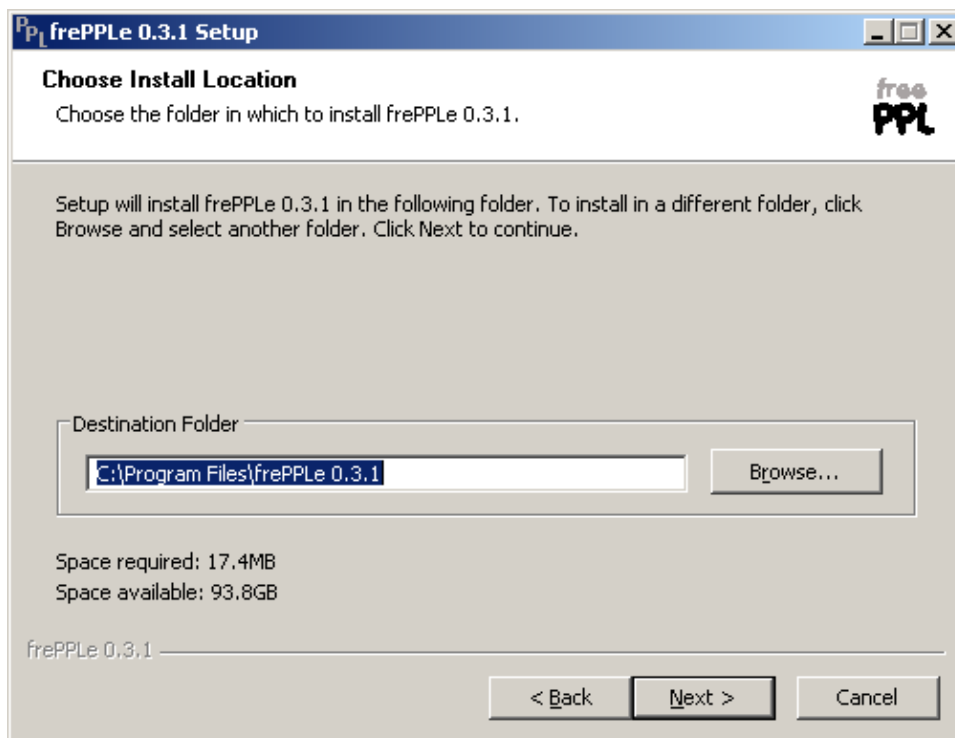 PPL frePPLe 0.3.1 Setup
Choose Install Location
Choose the folder in which to install frePPLe 0.3.1.
free
PPL
Setup will install frePPLe 0.3.1 in the following folder. To install in a different folder, click
Browse and select another folder. Click Next to continue.
Destination Folder
C:\Program Files\frePPLe 0.3.1
Browse...
Space required: 17.4MB
Space available: 93.8GB
frePPLe 0.3.1
< Back Next > Cancel